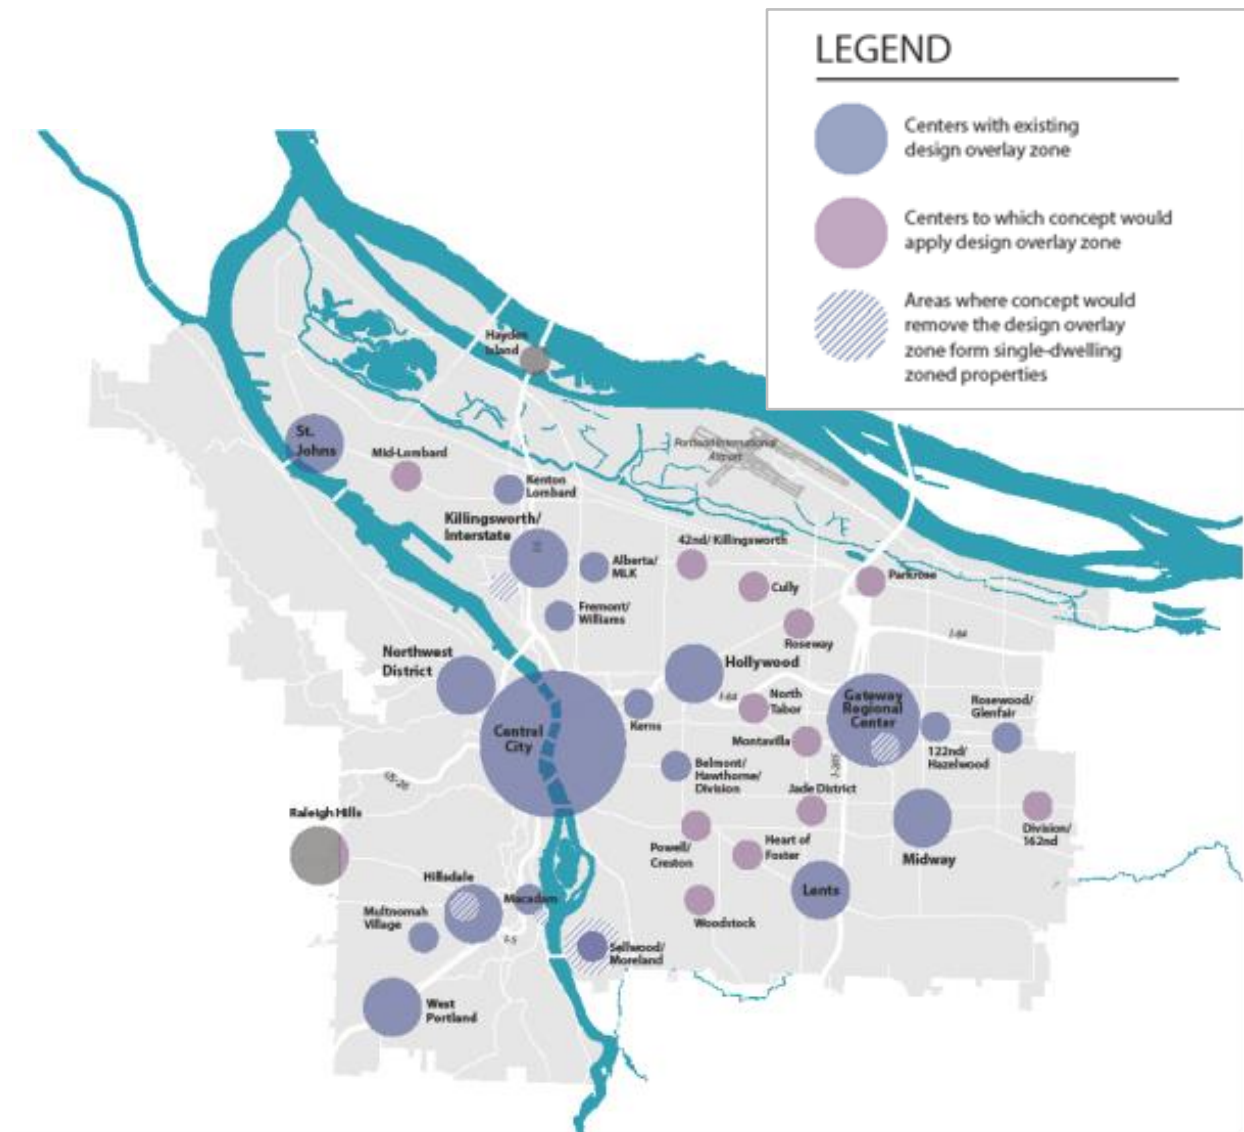 LEGEND
Centers with existing
design overlay zone
Centers to which concept would
apply design overlay zone
Areas where concept would
remove the design overlay
zone form single-dwelling
zoned properties
Hayden
Island
Portland International
Airport
St.
Johns
Mid-Lombard
Kenton
Lombard
Killingsworth/
Interstate
Alberta/
MLK
42nd/ Killingsworth
Cully
Parkrose
Fremont/
Williams
Roseway
I-84
Northwest
District
Hollywood
Gateway
Regional
Center
North
Tabor
I-84
Kerns
Rosewood/
Glenfair
Central
City
Montavilla
122nd/
Hazelwood
Belmont/
Hawthorne/
Division
I-205
US-26
Jade District
Raleigh Hills
Powell/
Creston
Heart of
Foster
Midway
Division/
162nd
Hillsdale
Macadam
Lents
Multnomah
Village
Woodstock
I-5
Sellwood/
Moreland
West
Portland